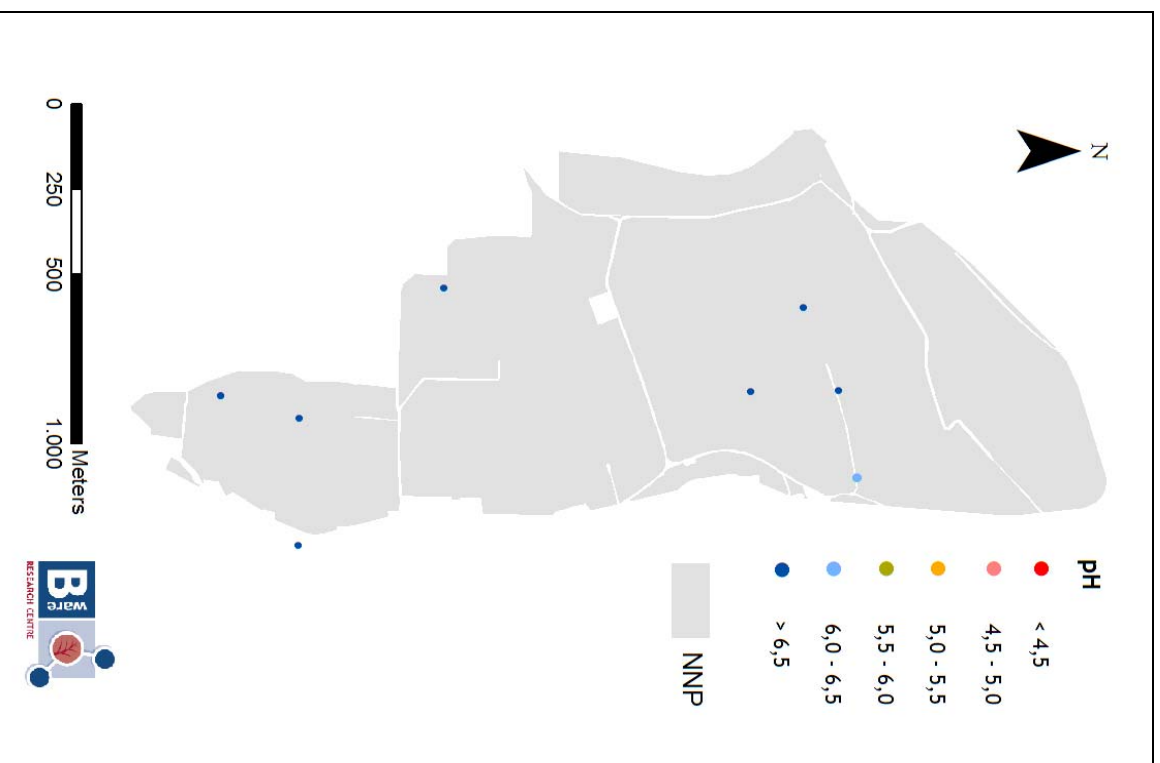 N
pH
< 4,5
4,5 - 5,0
5,0 - 5,5
5,5 - 6,0
6,0 - 6,5
> 6,5
NNP
0 250 500 1.000
Meters
B ware
RESEARCH CENTRE